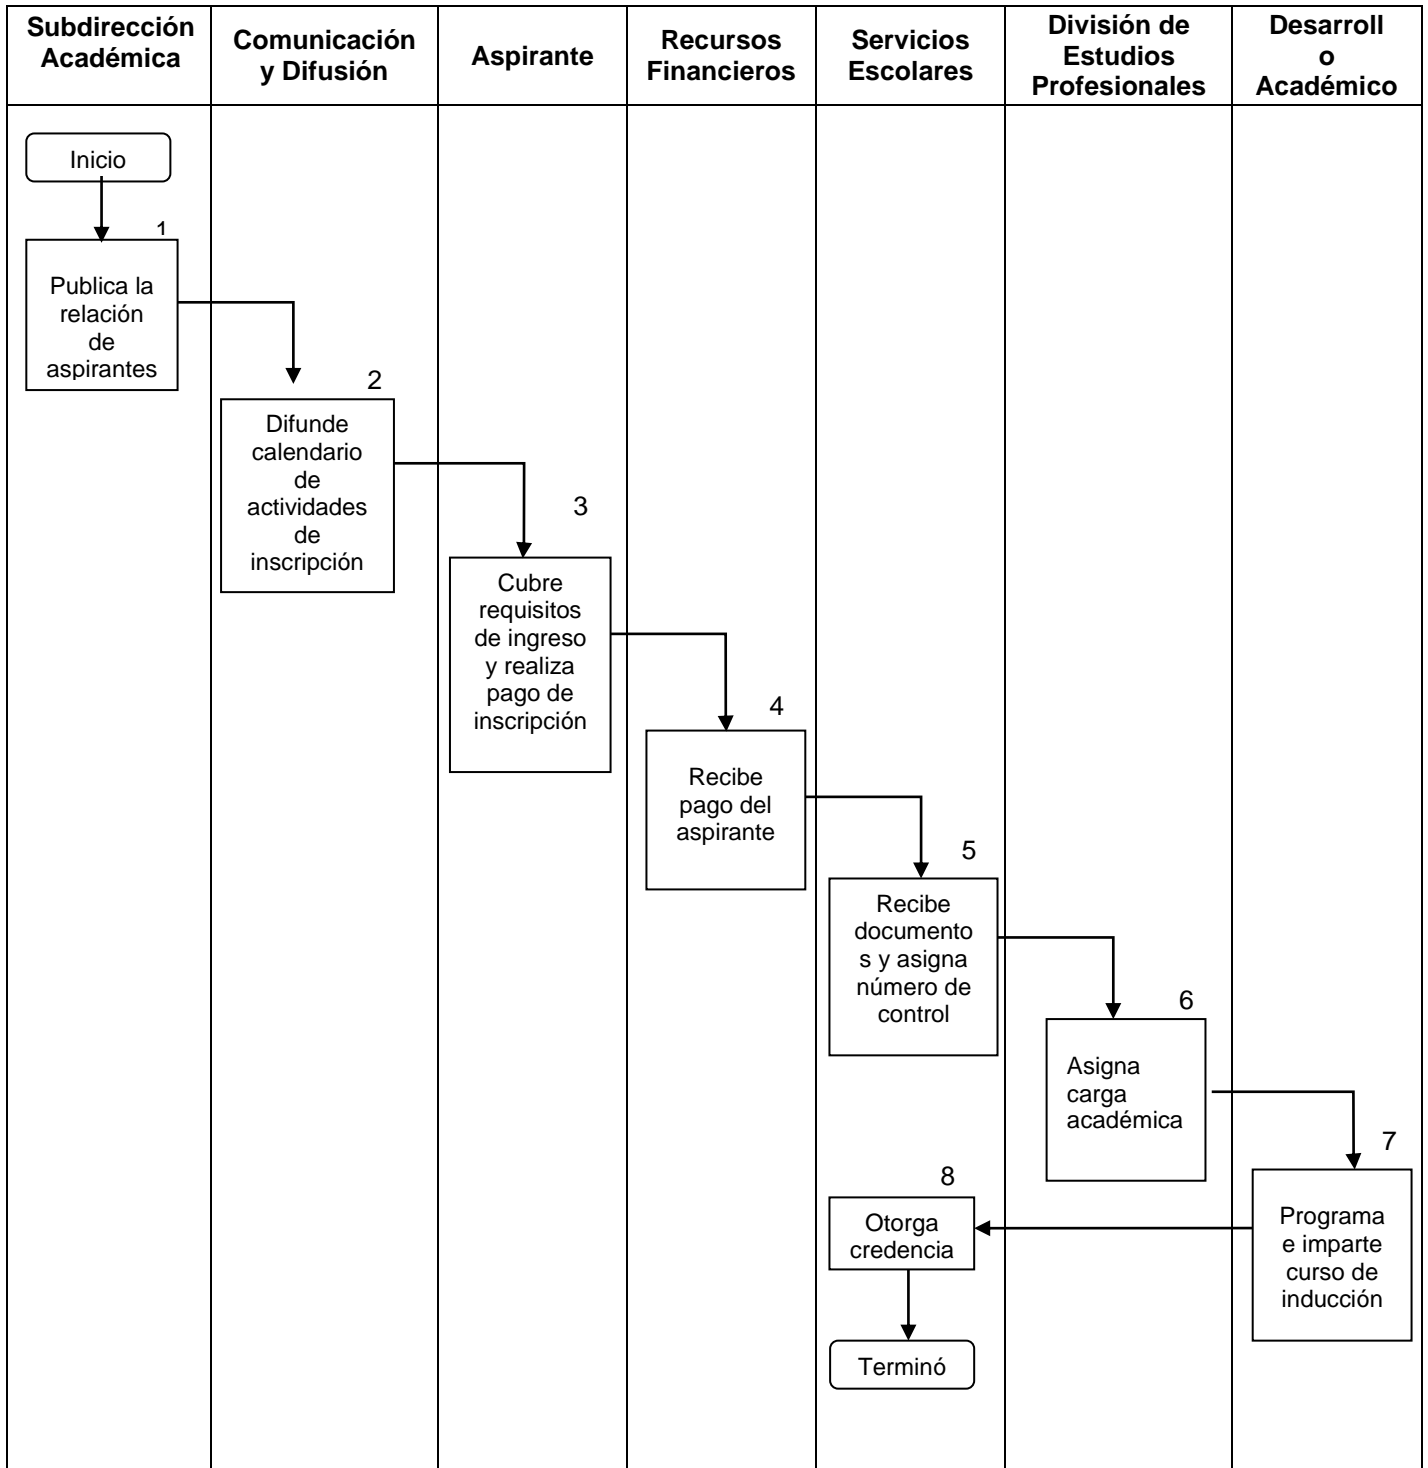 Subdirección
Académica
Comunicación
y Difusión
Aspirante
Recursos
Financieros
Servicios
Escolares
División de
Estudios
Profesionales
Desarroll
o
Académico
Inicio
1
Publica la
relación
de
aspirantes
2
Difunde
calendario
de
actividades
de
inscripción
3
Cubre
requisitos
de ingreso
y realiza
pago de
inscripción
4
Recibe
pago del
aspirante
5
Recibe
documento
s y asigna
número de
control
6
Asigna
carga
académica
7
Programa
e imparte
curso de
inducción
8
Otorga
credencia
Terminó